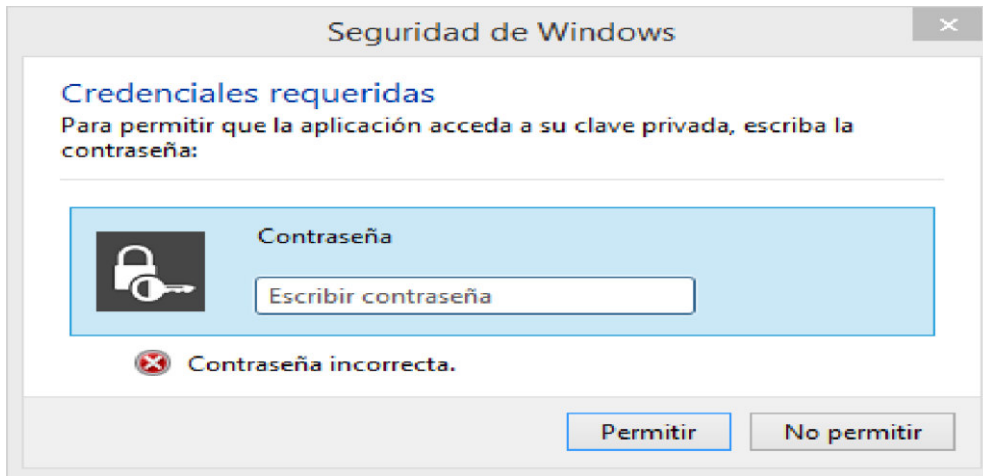 Seguridad de Windows
Credenciales requeridas
Para permitir que la aplicación acceda a su clave privada, escriba la
contraseña:
Contraseña
Escribir contraseña
Contraseña incorrecta.
Permitir
No permitir